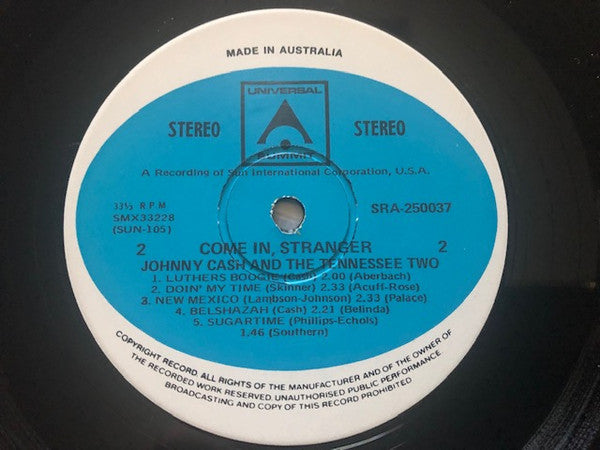 MADE IN AUSTRALIA
UNIVERSAL
SUMMIT
STEREO STEREO
A Recording of Sun International Corporation, U.S.A.
33⅓ R.P.M
SMX33228
(SUN-105)
SRA-250037
2 COME IN, STRANGER 2
JOHNNY CASH AND THE TENNESSEE TWO
1. LUTHERS BOOGIE (Cash) 2.00 (Aberbach)
2. DOIN' MY TIME (Skinner) 2.33 (Acuff-Rose)
3. NEW MEXICO (Lambson-Johnson) 2.33 (Palace)
4. BELSHAZAH (Cash) 2.21 (Belinda)
5. SUGARTIME (Phillips-Echols)
1.46 (Southern)
COPYRIGHT RECORD. ALL RIGHTS OF THE MANUFACTURER AND OF THE OWNER OF
THE RECORDED WORK RESERVED. UNAUTHORISED PUBLIC PERFORMANCE
BROADCASTING AND COPY OF THIS RECORD PROHIBITED